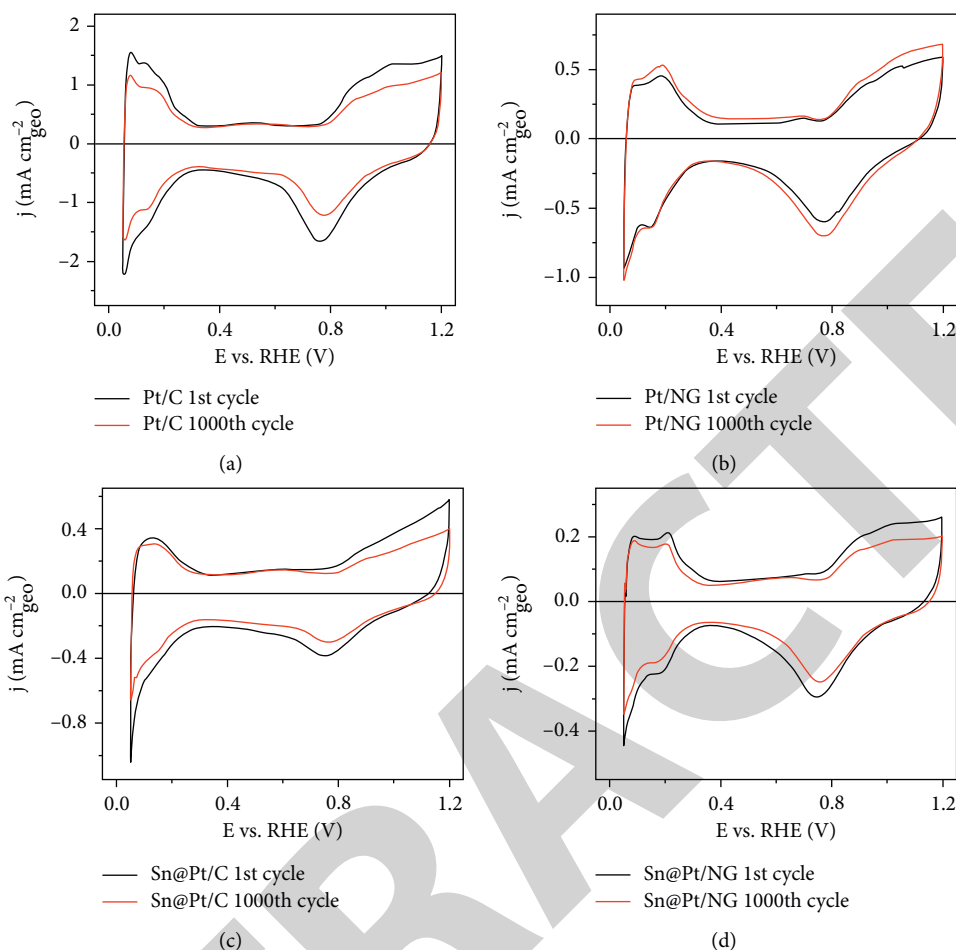 2
1
0
–1
–2
j (mA cm–2geo)
0.0 0.4 0.8 1.2
E vs. RHE (V)
Pt/C 1st cycle
Pt/C 1000th cycle
(a)
0.5
0.0
–0.5
–1.0
j (mA cm–2geo)
0.0 0.4 0.8 1.2
E vs. RHE (V)
Pt/NG 1st cycle
Pt/NG 1000th cycle
(b)
0.4
0.0
–0.4
–0.8
j (mA cm–2geo)
0.0 0.4 0.8 1.2
E vs. RHE (V)
Sn@Pt/C 1st cycle
Sn@Pt/C 1000th cycle
(c)
0.2
0.0
–0.2
–0.4
j (mA cm–2geo)
0.0 0.4 0.8 1.2
E vs. RHE (V)
Sn@Pt/NG 1st cycle
Sn@Pt/NG 1000th cycle
(d)
RACTE